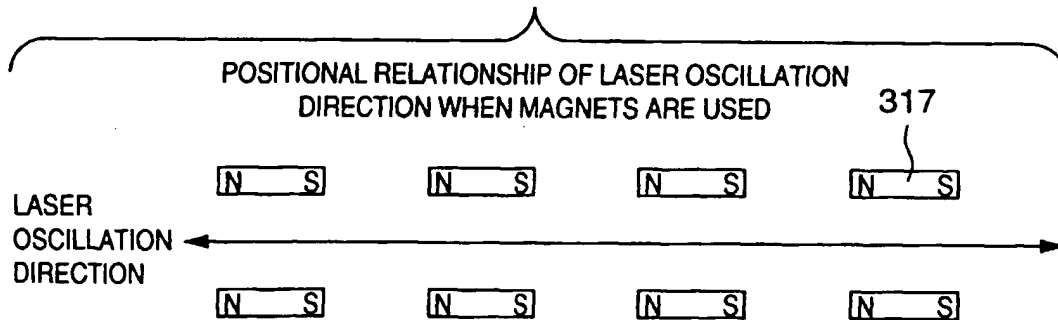 POSITIONAL RELATIONSHIP OF LASER OSCILLATION
DIRECTION WHEN MAGNETS ARE USED
317
N S N S N S N S
LASER
OSCILLATION
DIRECTION
N S N S N S N S